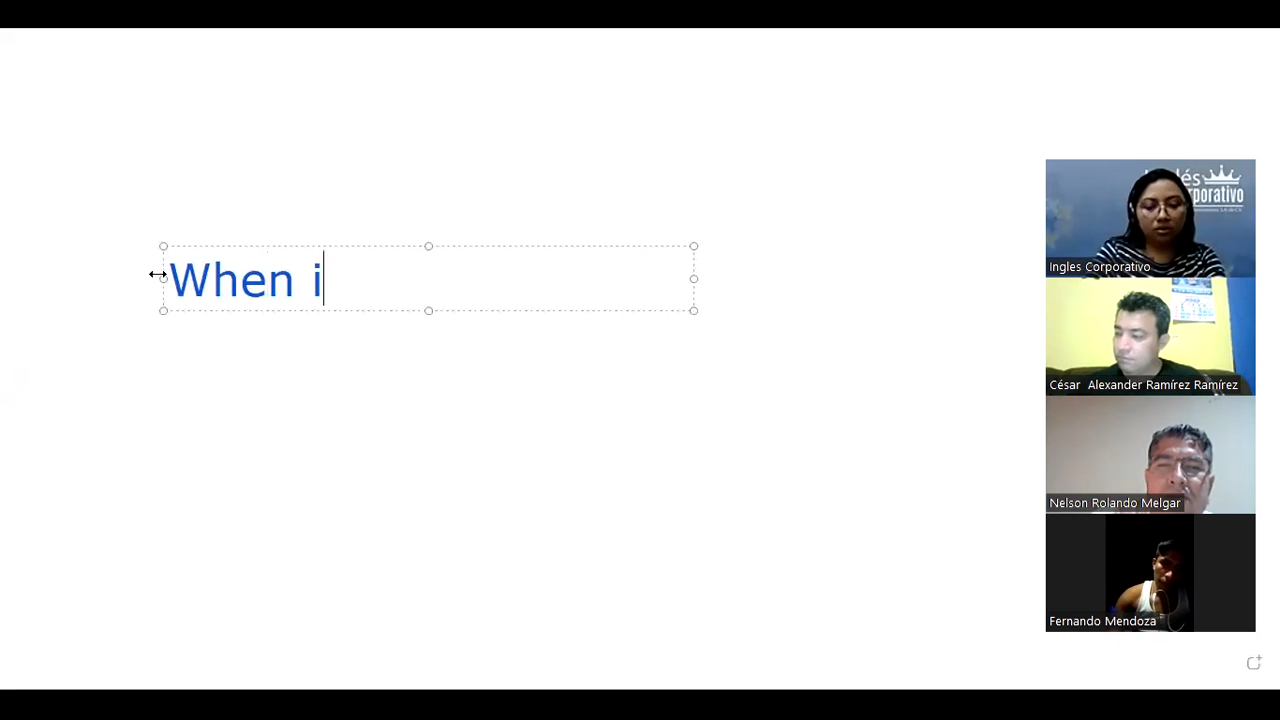 When i
Inglés
Corporativo
Ingles Corporativo
César Alexander Ramírez Ramírez
Nelson Rolando Melgar
Fernando Mendoza